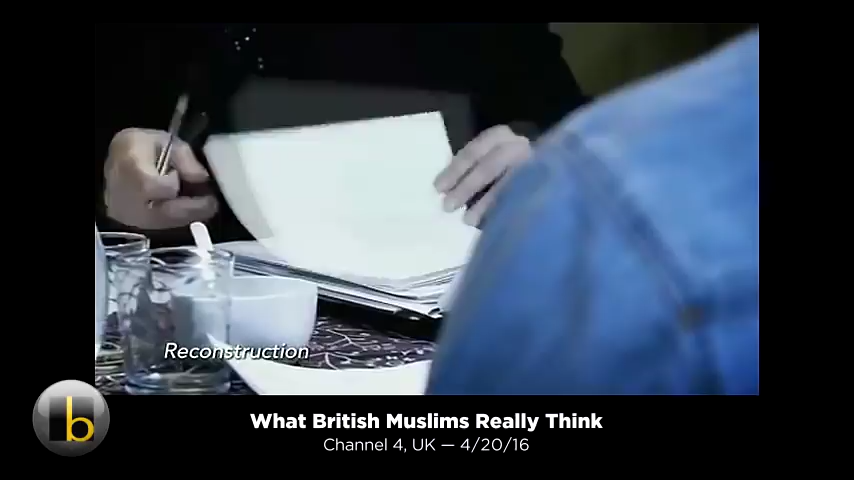 Reconstruction
b
What British Muslims Really Think
Channel 4, UK — 4/20/16